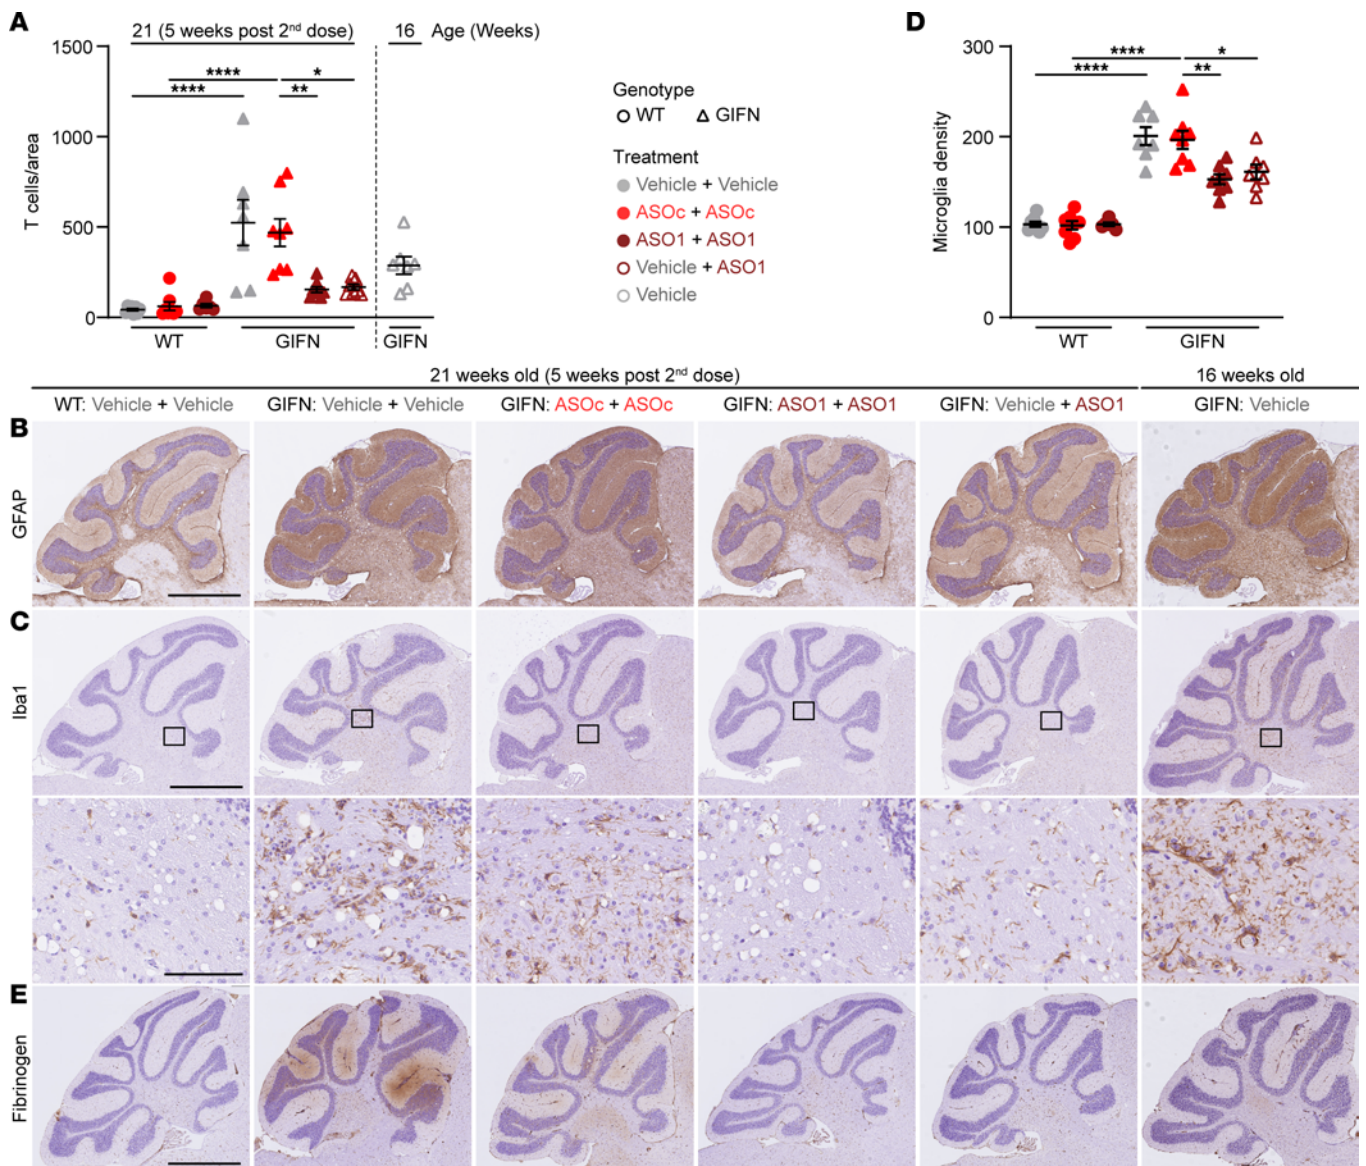 A
21 (5 weeks post 2nd dose)
16
Age (Weeks)
T cells/area
1500
1000
500
0
****
****
*
**
WT
GIFN
GIFN
Genotype
WT
GIFN
Treatment
Vehicle + Vehicle
ASOc + ASOc
ASO1 + ASO1
Vehicle + ASO1
Vehicle
D
Microglia density
300
200
100
0
****
****
*
**
WT
GIFN
21 weeks old (5 weeks post 2nd dose)
16 weeks old
WT: Vehicle + Vehicle
GIFN: Vehicle + Vehicle
GIFN: ASOc + ASOc
GIFN: ASO1 + ASO1
GIFN: Vehicle + ASO1
GIFN: Vehicle
B
GFAP
C
Iba1
E
Fibrinogen